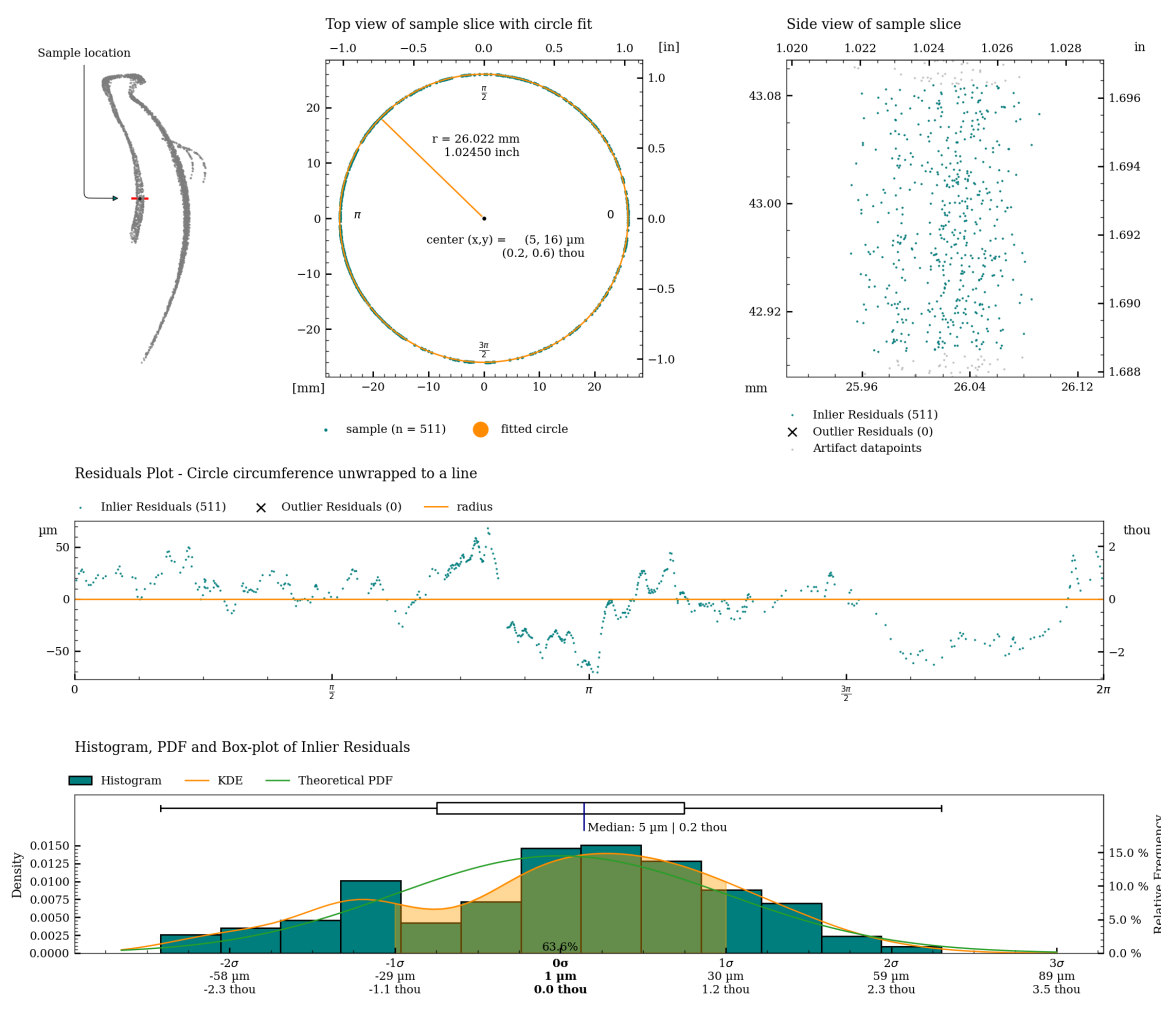 Sample location
Top view of sample slice with circle fit
−1.0 −0.5 0.0 0.5 1.0 [in]
20
10
0
−10
−20
1.0
0.5
0.0
−0.5
−1.0
π/2
r = 26.022 mm
1.02450 inch
π
0
center (x,y) = (5, 16) µm
(0.2, 0.6) thou
3π/2
[mm] −20 −10 0 10 20
sample (n = 511) fitted circle
Side view of sample slice
1.020 1.022 1.024 1.026 1.028 in
43.08
43.00
42.92
1.696
1.694
1.692
1.690
1.688
mm 25.96 26.04 26.12
Inlier Residuals (511)
Outlier Residuals (0)
Artifact datapoints
Residuals Plot - Circle circumference unwrapped to a line
Inlier Residuals (511) Outlier Residuals (0) radius
µm
thou
50
0
−50
2
0
−2
0 π/2 π 3π/2 2π
Histogram, PDF and Box-plot of Inlier Residuals
Histogram KDE Theoretical PDF
Median: 5 µm | 0.2 thou
Density
0.0150
0.0125
0.0100
0.0075
0.0050
0.0025
0.0000
15.0 %
10.0 %
5.0 %
0.0 %
Relative Frequency
63.6%
-2σ -1σ 0σ 1σ 2σ 3σ
-58 µm -29 µm 1 µm 30 µm 59 µm 89 µm
-2.3 thou -1.1 thou 0.0 thou 1.2 thou 2.3 thou 3.5 thou